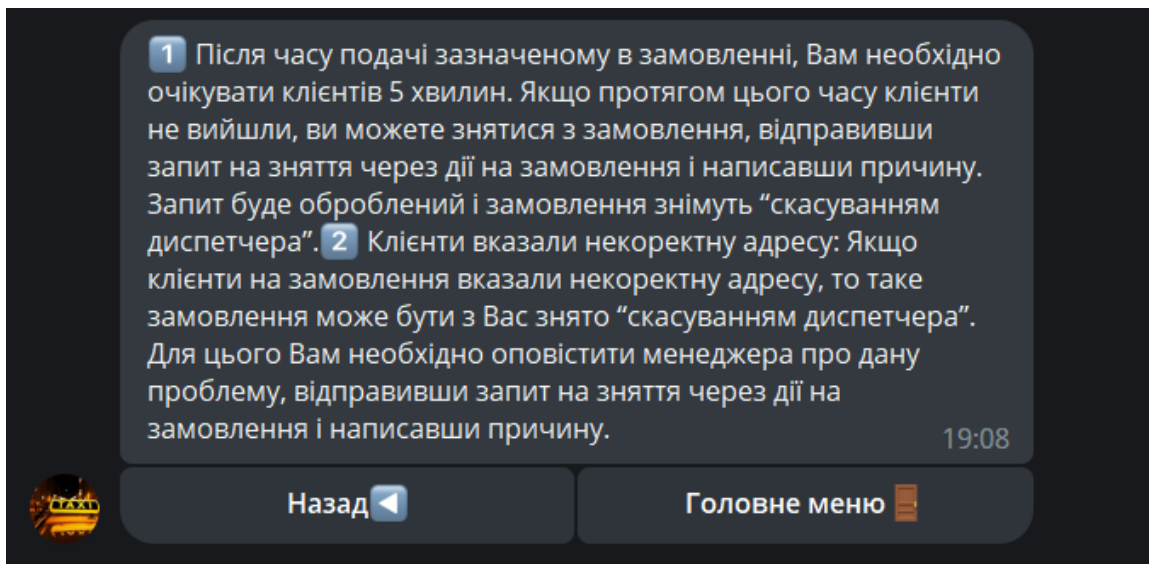 1️⃣ Після часу подачі зазначеному в замовленні, Вам необхідно
очікувати клієнтів 5 хвилин. Якщо протягом цього часу клієнти
не вийшли, ви можете знятися з замовлення, відправивши
запит на зняття через дії на замовлення і написавши причину.
Запит буде оброблений і замовлення знімуть “скасуванням
диспетчера”.2️⃣ Клієнти вказали некоректну адресу: Якщо
клієнти на замовлення вказали некоректну адресу, то таке
замовлення може бути з Вас знято “скасуванням диспетчера”.
Для цього Вам необхідно оповістити менеджера про дану
проблему, відправивши запит на зняття через дії на
замовлення і написавши причину.
19:08
TAXI
Назад◀️
Головне меню🚪